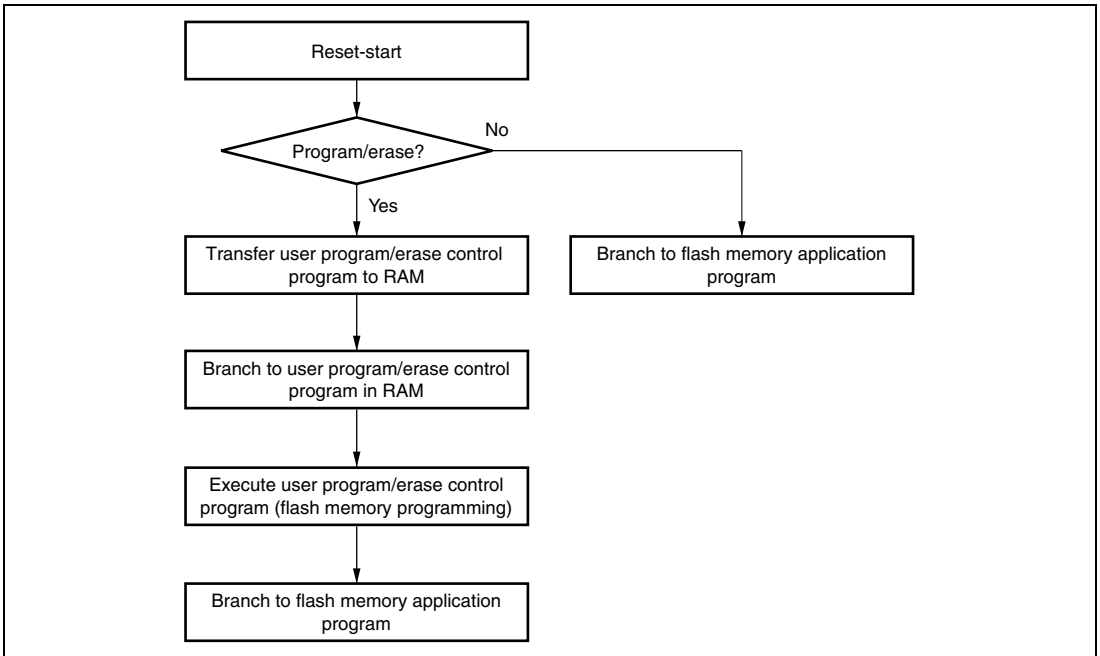 Reset-start
No
Program/erase?
Yes
Transfer user program/erase control
program to RAM
Branch to flash memory application
program
Branch to user program/erase control
program in RAM
Execute user program/erase control
program (flash memory programming)
Branch to flash memory application
program